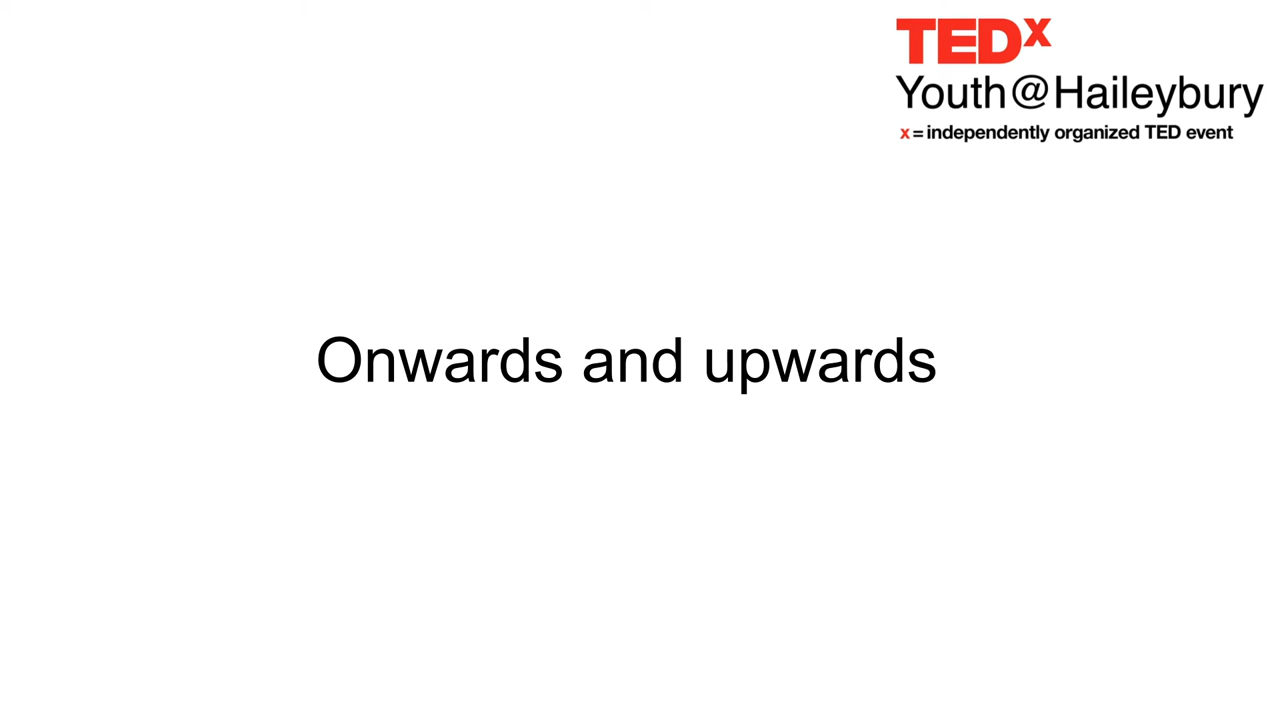 TEDx
Youth@Haileybury
x = independently organized TED event
Onwards and upwards